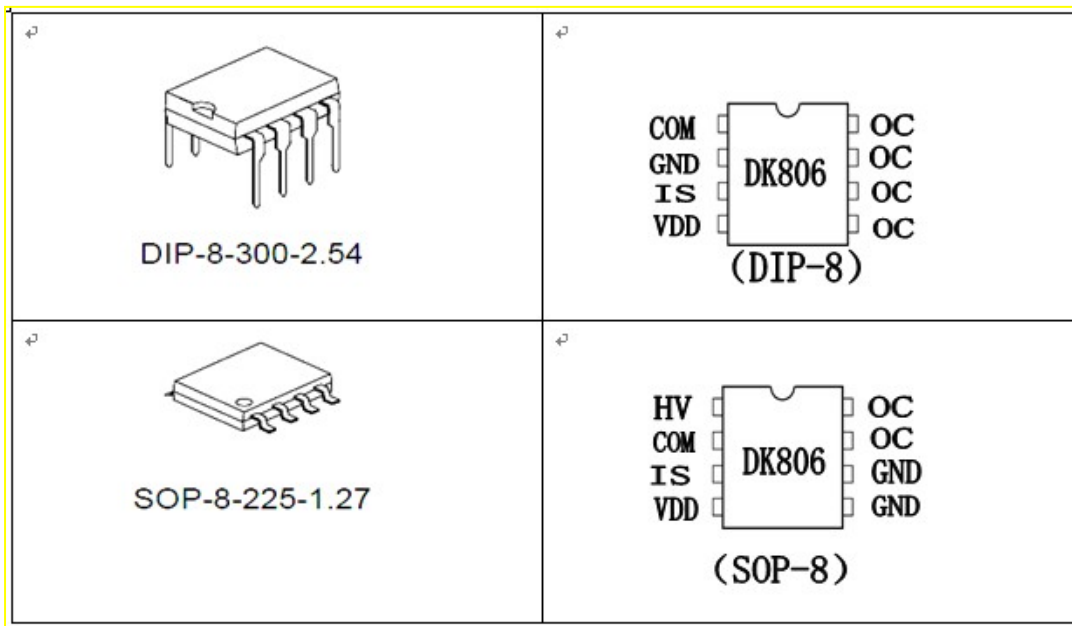 DIP-8-300-2.54
COM OC
GND OC
IS OC
VDD OC
DK806
(DIP-8)
SOP-8-225-1.27
HV OC
COM OC
IS GND
VDD GND
DK806
(SOP-8)